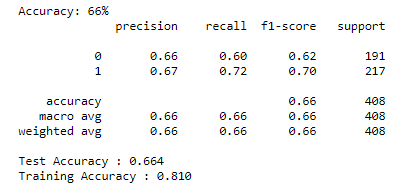 Accuracy: 66%
precision recall f1-score support
0 0.66 0.60 0.62 191
1 0.67 0.72 0.70 217
accuracy 0.66 408
macro avg 0.66 0.66 0.66 408
weighted avg 0.66 0.66 0.66 408
Test Accuracy : 0.664
Training Accuracy : 0.810